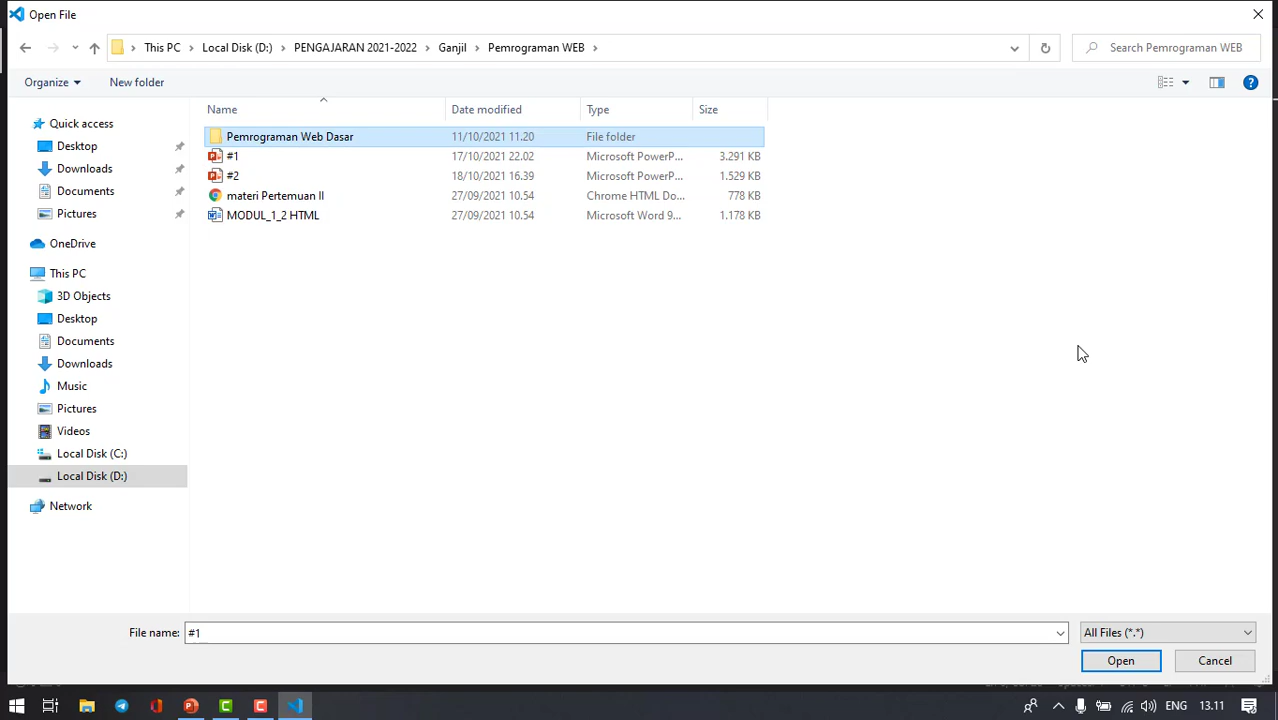 Open File
This PC > Local Disk (D:) > PENGAJARAN 2021-2022 > Ganjil > Pemrograman WEB >
Search Pemrograman WEB
Organize
New folder
Name Date modified Type Size
Pemrograman Web Dasar 11/10/2021 11.20 File folder
#1 17/10/2021 22.02 Microsoft PowerP... 3.291 KB
#2 18/10/2021 16.39 Microsoft PowerP... 1.529 KB
materi Pertemuan II 27/09/2021 10.54 Chrome HTML Do... 778 KB
MODUL_1_2 HTML 27/09/2021 10.54 Microsoft Word 9... 1.178 KB
Quick access
Desktop
Downloads
Documents
Pictures
OneDrive
This PC
3D Objects
Desktop
Documents
Downloads
Music
Pictures
Videos
Local Disk (C:)
Local Disk (D:)
Network
File name: #1
All Files (*.*)
Open
Cancel
ENG 13.11